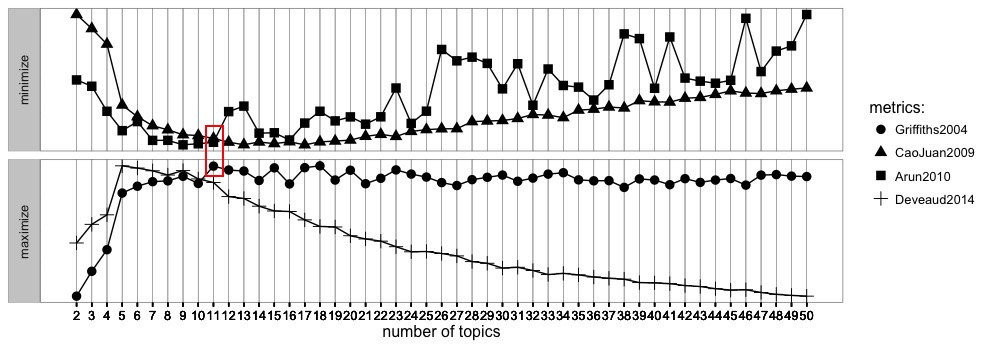 minimize
maximize
2 3 4 5 6 7 8 9 10 11 12 13 14 15 16 17 18 19 20 21 22 23 24 25 26 27 28 29 30 31 32 33 34 35 36 37 38 39 40 41 42 43 44 45 46 47 48 49 50
number of topics
metrics:
Griffiths2004
CaoJuan2009
Arun2010
Deveaud2014